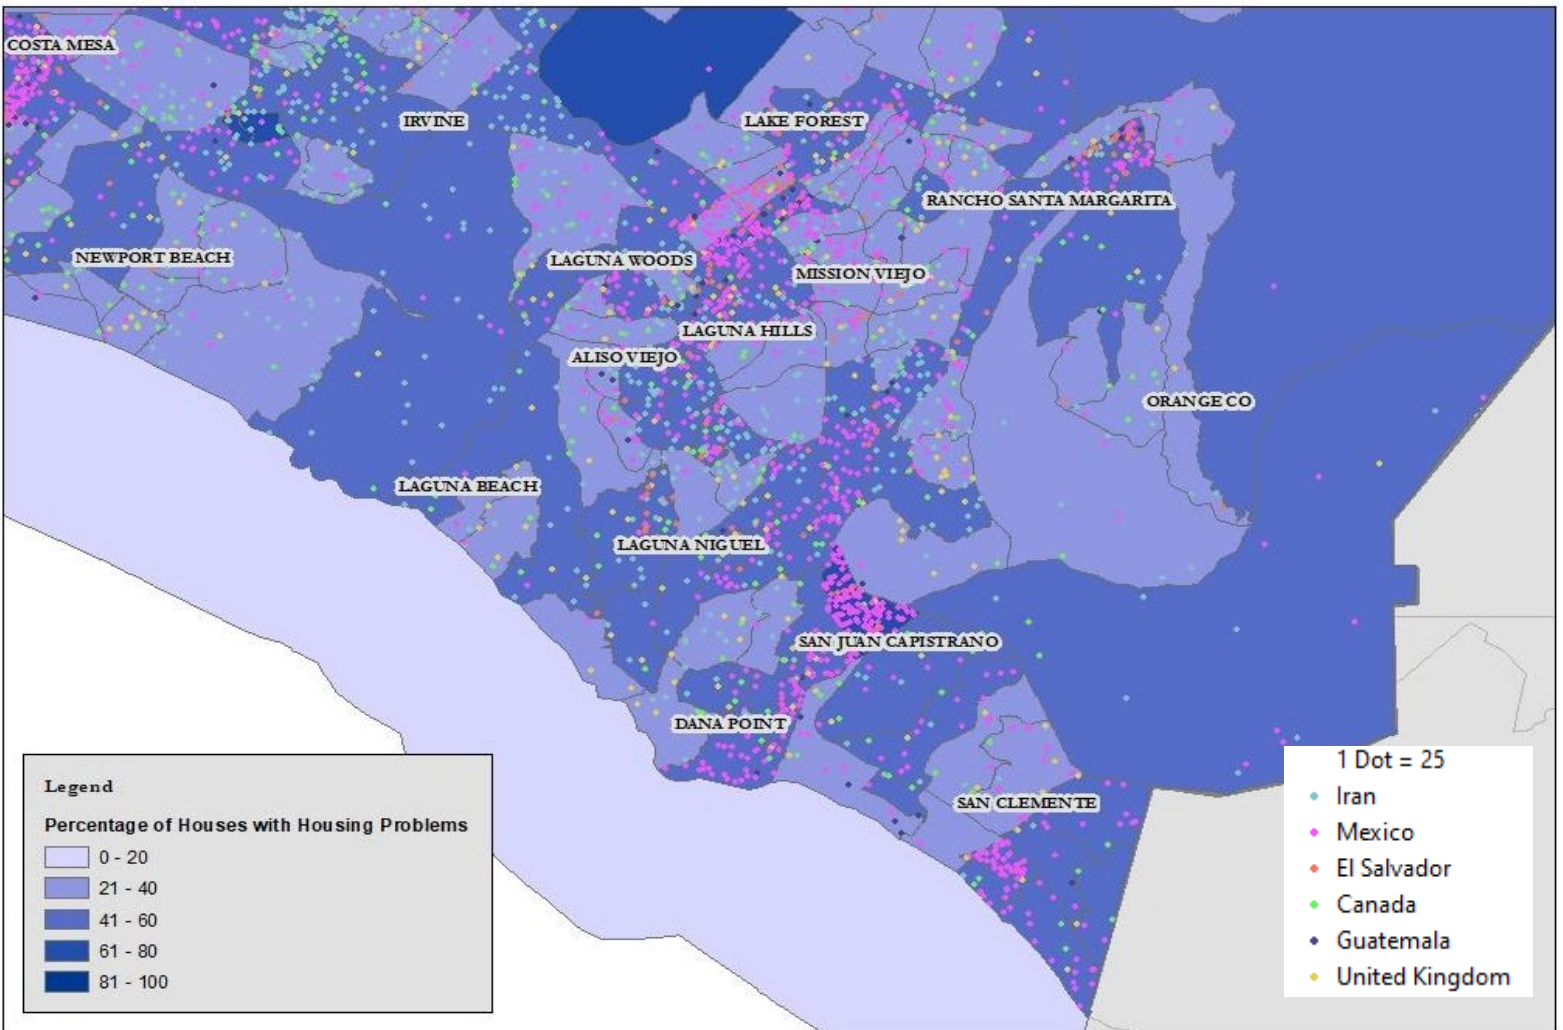 COSTA MESA
IRVINE
LAKE FOREST
RANCHO SANTA MARGARITA
NEWPORT BEACH
LAGUNA WOODS
MISSION VIEJO
LAGUNA HILLS
ALISO VIEJO
ORANGE CO
LAGUNA BEACH
LAGUNA NIGUEL
SAN JUAN CAPISTRANO
DANA POINT
SAN CLEMENTE
Legend
Percentage of Houses with Housing Problems
0 - 20
21 - 40
41 - 60
61 - 80
81 - 100
1 Dot = 25
Iran
Mexico
El Salvador
Canada
Guatemala
United Kingdom